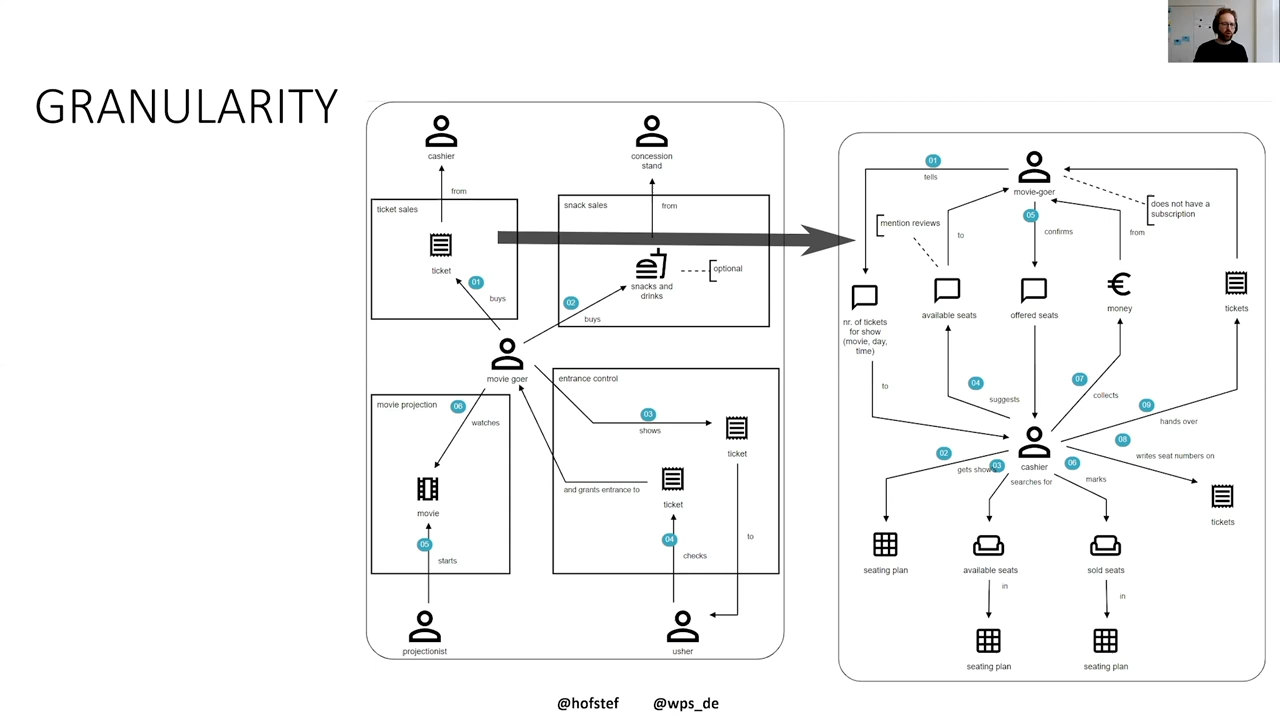 GRANULARITY
cashier
concession
stand
from
from
ticket sales
snack sales
ticket
01
buys
snacks and
drinks
optional
02
buys
movie goer
movie projection
06
watches
entrance control
03
shows
ticket
ticket
and grants entrance to
movie
05
starts
04
checks
to
projectionist
usher
01
tells
movie-goer
does not have a
subscription
mention reviews
to
05
confirms
from
nr. of tickets
for show
(movie, day,
time)
available seats
offered seats
money
tickets
to
04
suggests
07
collects
09
hands over
08
writes seat numbers on
02
gets show's
03
searches for
cashier
06
marks
tickets
seating plan
available seats
sold seats
in
in
seating plan
seating plan
@hofstef @wps_de